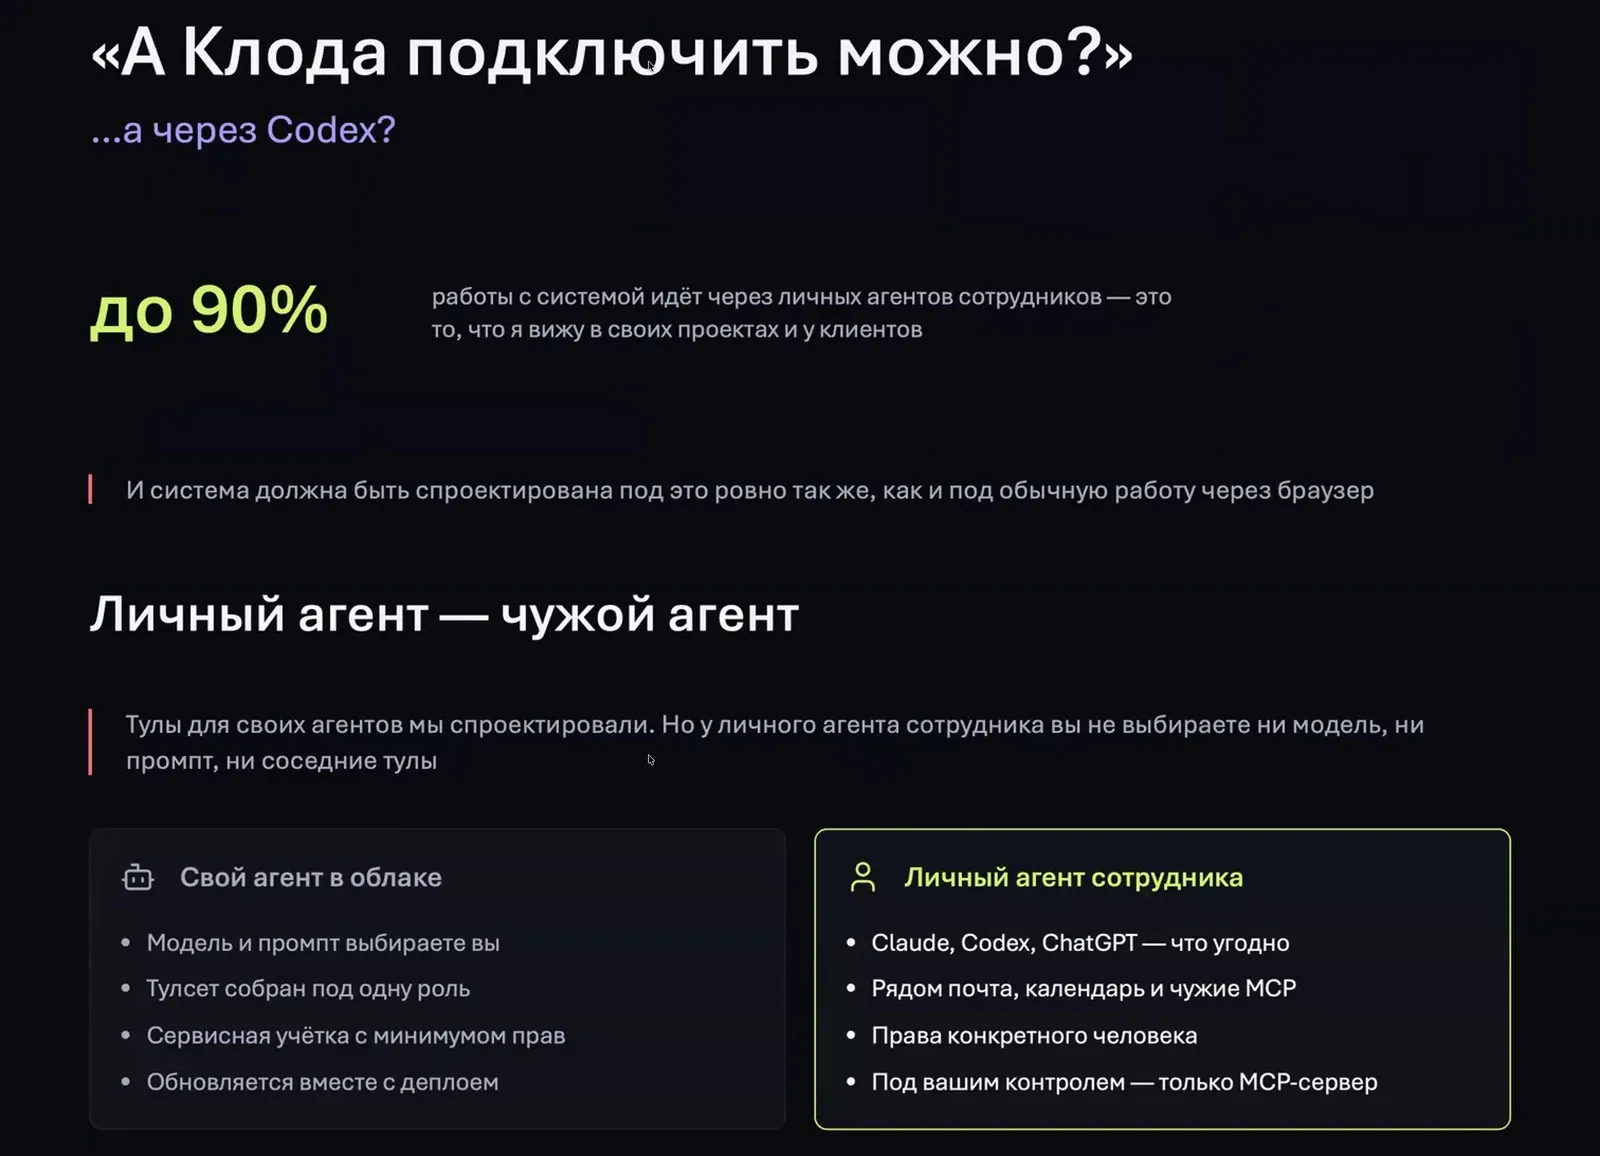 «А Клода подключить можно?»
...а через Codex?
до 90%
работы с системой идёт через личных агентов сотрудников — это
то, что я вижу в своих проектах и у клиентов
И система должна быть спроектирована под это ровно так же, как и под обычную работу через браузер
Личный агент — чужой агент
Тулы для своих агентов мы спроектировали. Но у личного агента сотрудника вы не выбираете ни модель, ни
промпт, ни соседние тулы
Свой агент в облаке
• Модель и промпт выбираете вы
• Тулсет собран под одну роль
• Сервисная учётка с минимумом прав
• Обновляется вместе с деплоем
Личный агент сотрудника
• Claude, Codex, ChatGPT — что угодно
• Рядом почта, календарь и чужие MCP
• Права конкретного человека
• Под вашим контролем — только MCP-сервер